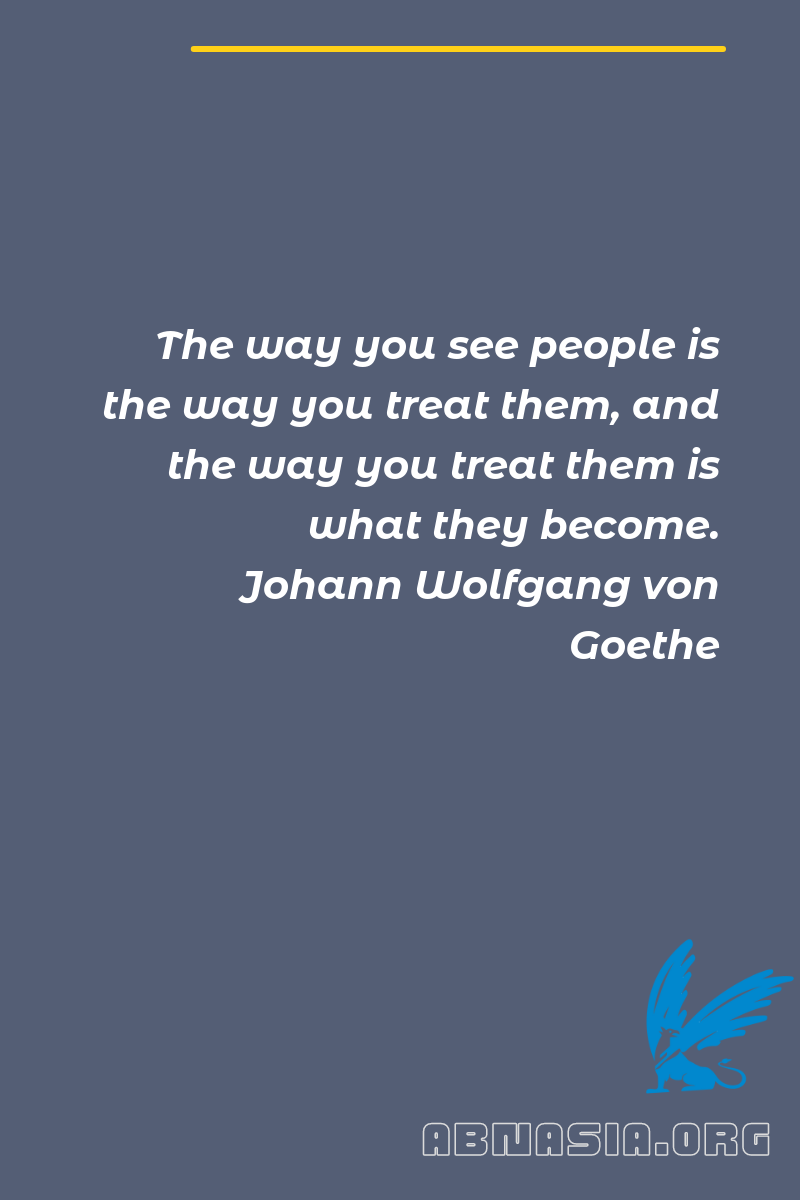 The way you see people is
the way you treat them, and
the way you treat them is
what they become.
Johann Wolfgang von
Goethe
ABNASIA.ORG